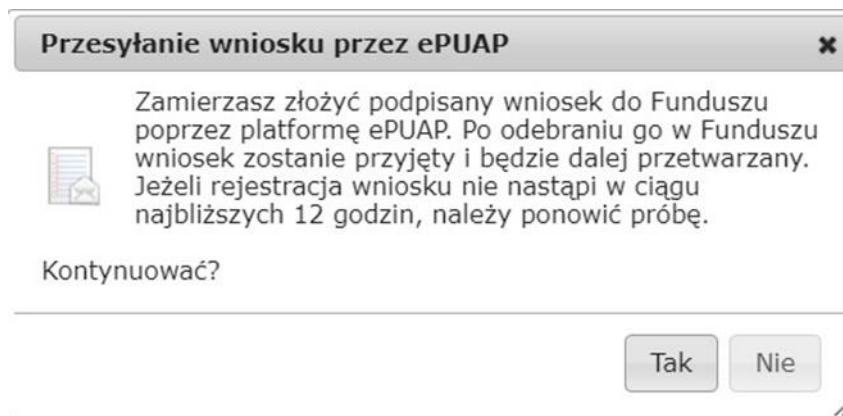 Przesyłanie wniosku przez ePUAP
Zamierzasz złożyć podpisany wniosek do Funduszu
poprzez platformę ePUAP. Po odebraniu go w Funduszu
wniosek zostanie przyjęty i będzie dalej przetwarzany.
Jeżeli rejestracja wniosku nie nastąpi w ciągu
najbliższych 12 godzin, należy ponowić próbę.
Kontynuować?
Tak
Nie